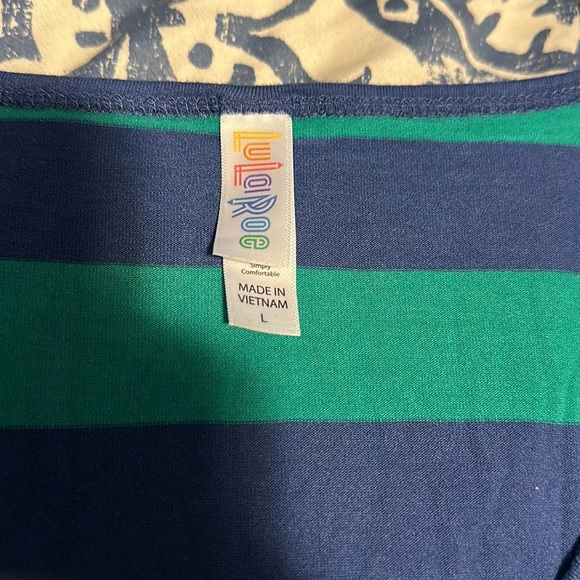 LuLaRoe
Simply
Comfortable
MADE IN
VIETNAM
L